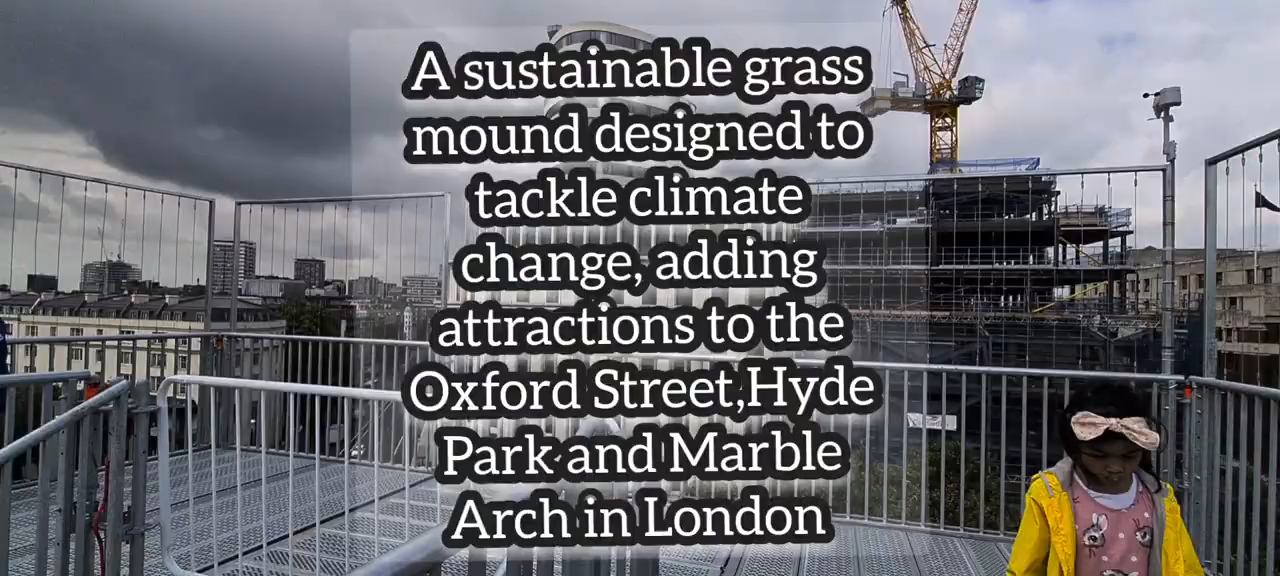 A sustainable grass
mound designed to
tackle climate
change, adding
attractions to the
Oxford Street,Hyde
Park and Marble
Arch in London